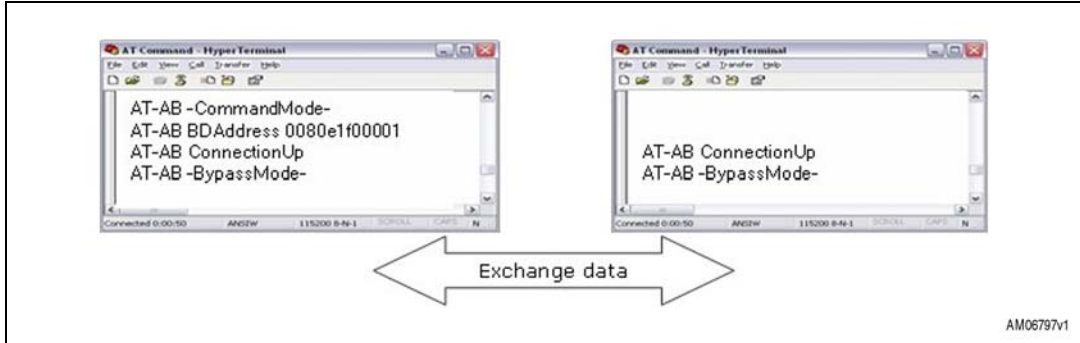 AT Command - HyperTerminal
File Edit View Call Transfer Help
AT-AB -CommandMode-
AT-AB BDAddress 0080e1f00001
AT-AB ConnectionUp
AT-AB -BypassMode-
Connected 0:00:50 ANSIW 115200 8-N-1 SCROLL CAPS N
AT Command - HyperTerminal
File Edit View Call Transfer Help
AT-AB ConnectionUp
AT-AB -BypassMode-
Connected 0:00:50 ANSIW 115200 8-N-1 SCROLL CAPS N
Exchange data
AM06797v1